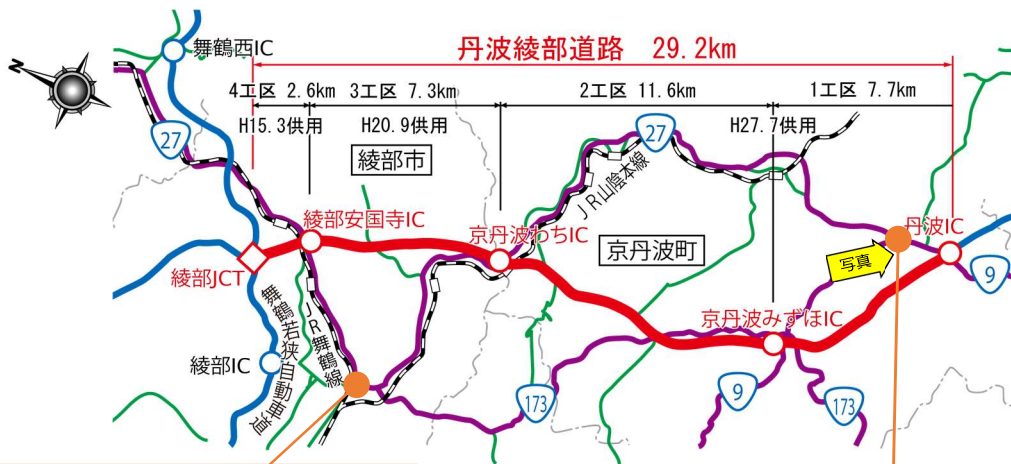 N
舞鶴西IC
丹波綾部道路 29.2km
4工区 2.6km
3工区 7.3km
2工区 11.6km
1工区 7.7km
H15.3供用
H20.9供用
H27.7供用
27
27
綾部市
JR山陰本線
綾部安国寺IC
京丹波わちIC
京丹波町
丹波IC
写真
9
綾部JCT
舞鶴若狭自動車道
JR舞鶴線
京丹波みずほIC
綾部IC
173
9
173